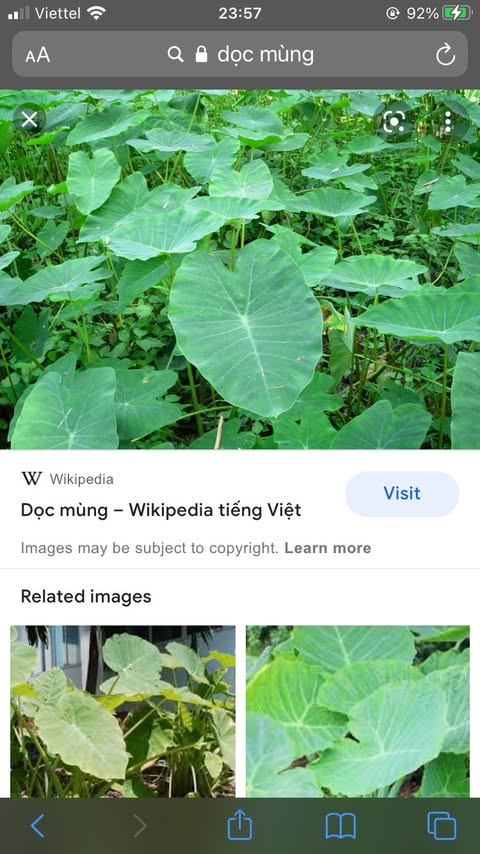 Viettel
23:57
92%
AA
dọc mùng
W Wikipedia
Visit
Dọc mùng – Wikipedia tiếng Việt
Images may be subject to copyright. Learn more
Related images